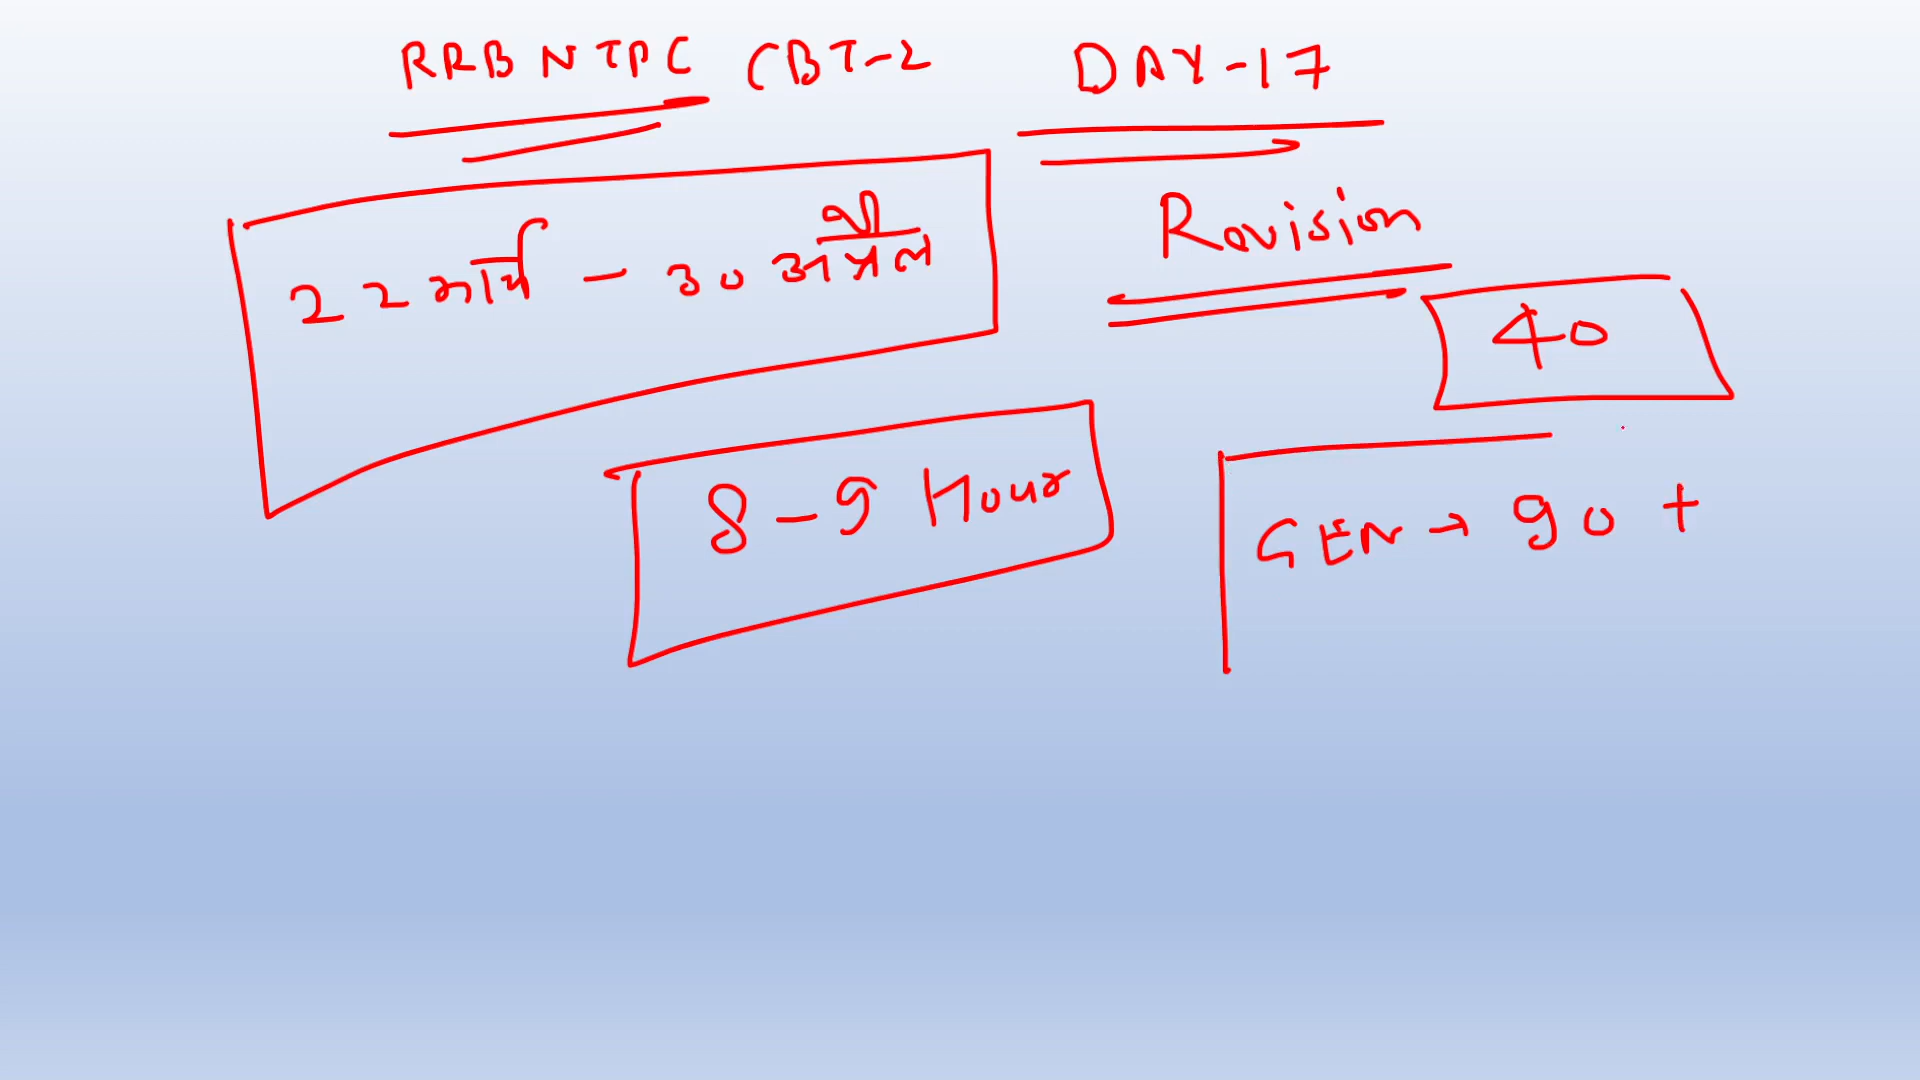 RRB NTPC CBT-2 DAY-17
22 मार्च - 30 अप्रैल
Revision
40
8-9 Hour
GEN → 90 +